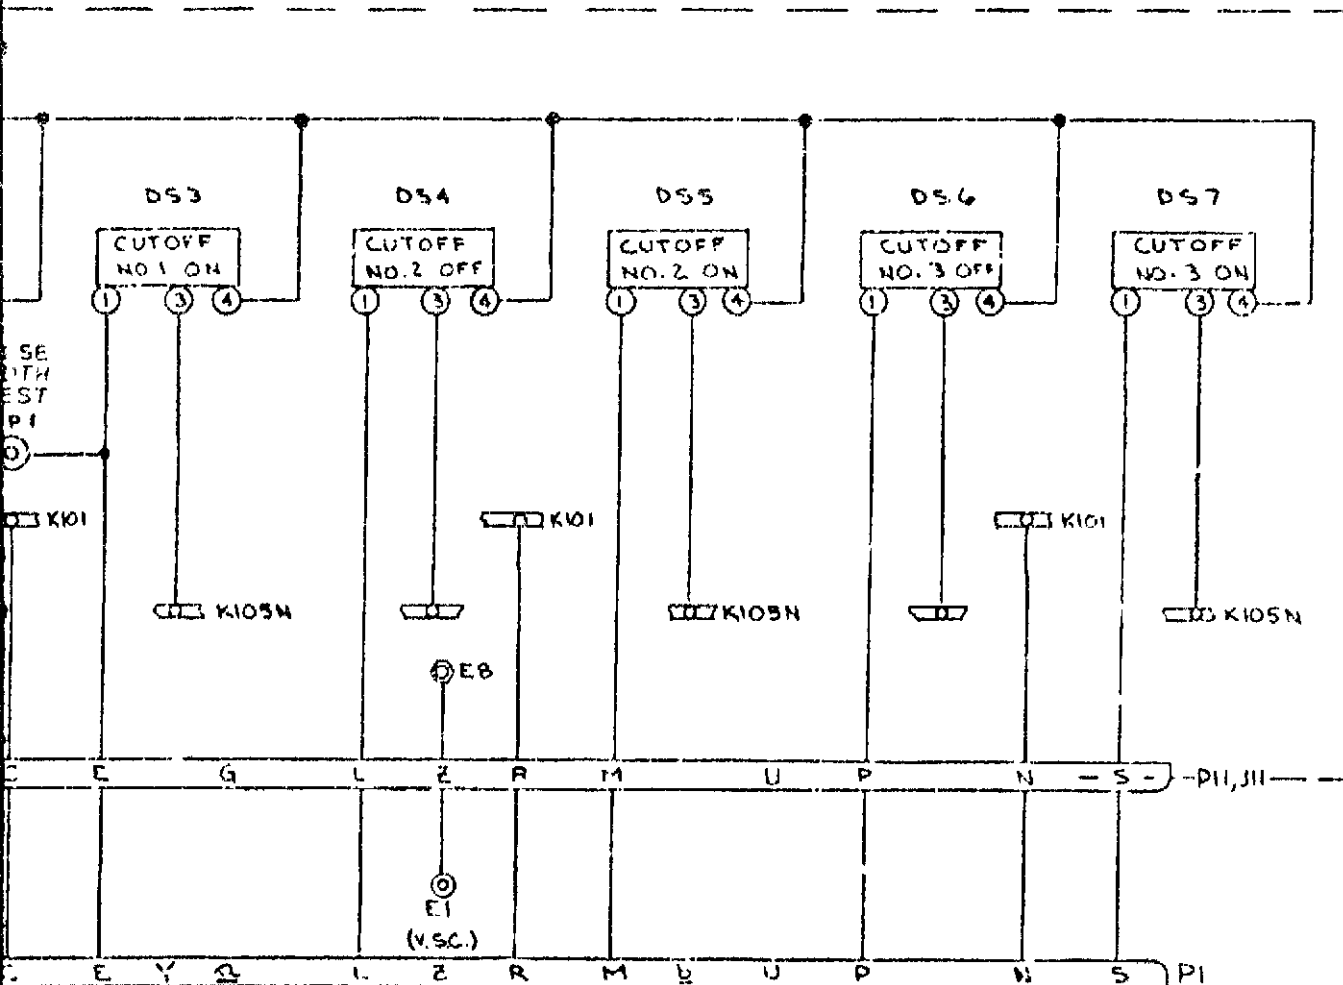 DS3 DS4 DS5 DS6 DS7
CUTOFF CUTOFF CUTOFF CUTOFF CUTOFF
NO.1 ON NO.2 OFF NO.2 ON NO.3 OFF NO.3 ON
1 3 4 1 3 4 1 3 4 1 3 4 1 3 4
SE
DTH
EST
P1
K101 K101 K101
K105N K105N K105N
E8
E G L Z R M U P N - S - P11, J11
E1
(V.S.C.)
E Y L Z R M U P N S P1